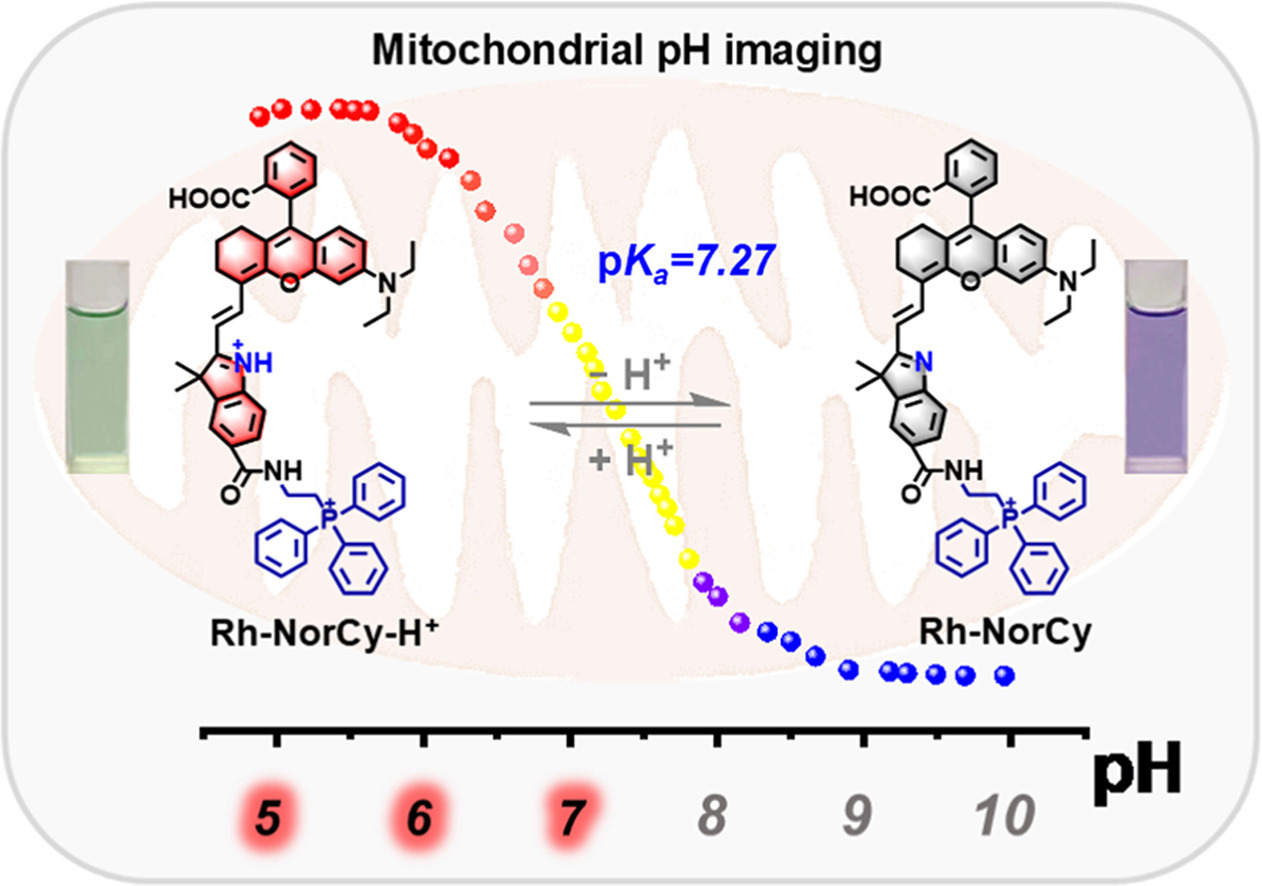 Mitochondrial pH imaging
HOOC
O
N
+
NH
O
NH
P+
Rh-NorCy-H+
pKa=7.27
– H+
+ H+
HOOC
O
N
N
O
NH
P+
Rh-NorCy
5 6 7 8 9 10
pH